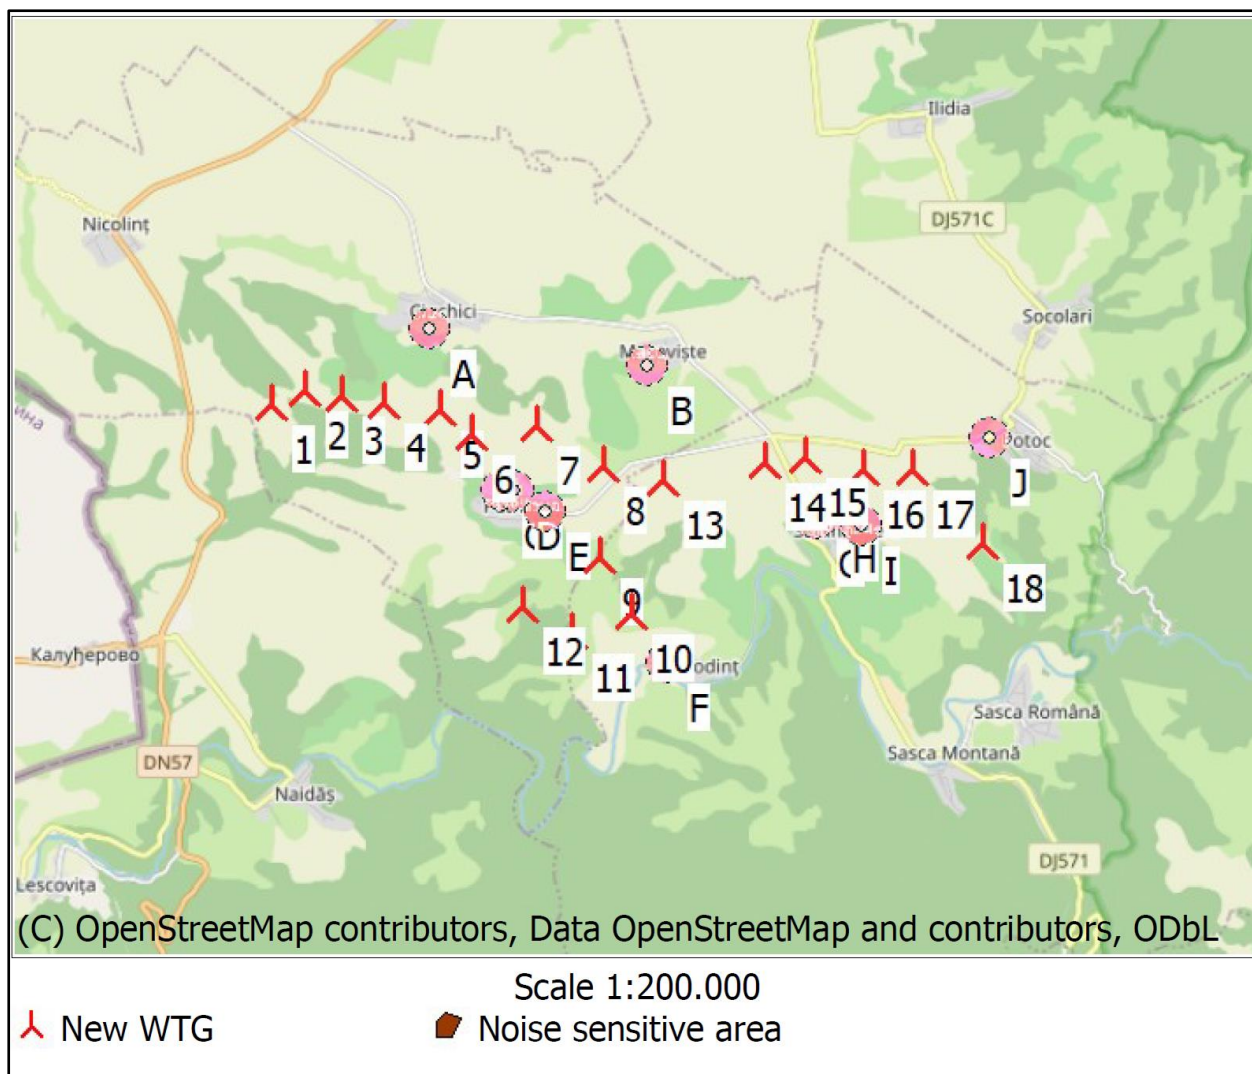 Ilidia
Nicolinț
DJ571C
Socolari
A
B
ина
1
2
3
4
5
6
7
8
13
14
15
16
17
J
D
E
H
I
18
9
12
11
10
F
Калуђерово
Sasca Română
Sasca Montană
DN57
Naidăș
DJ571
Lescovița
(C) OpenStreetMap contributors, Data OpenStreetMap and contributors, ODbL
Scale 1:200.000
New WTG
Noise sensitive area